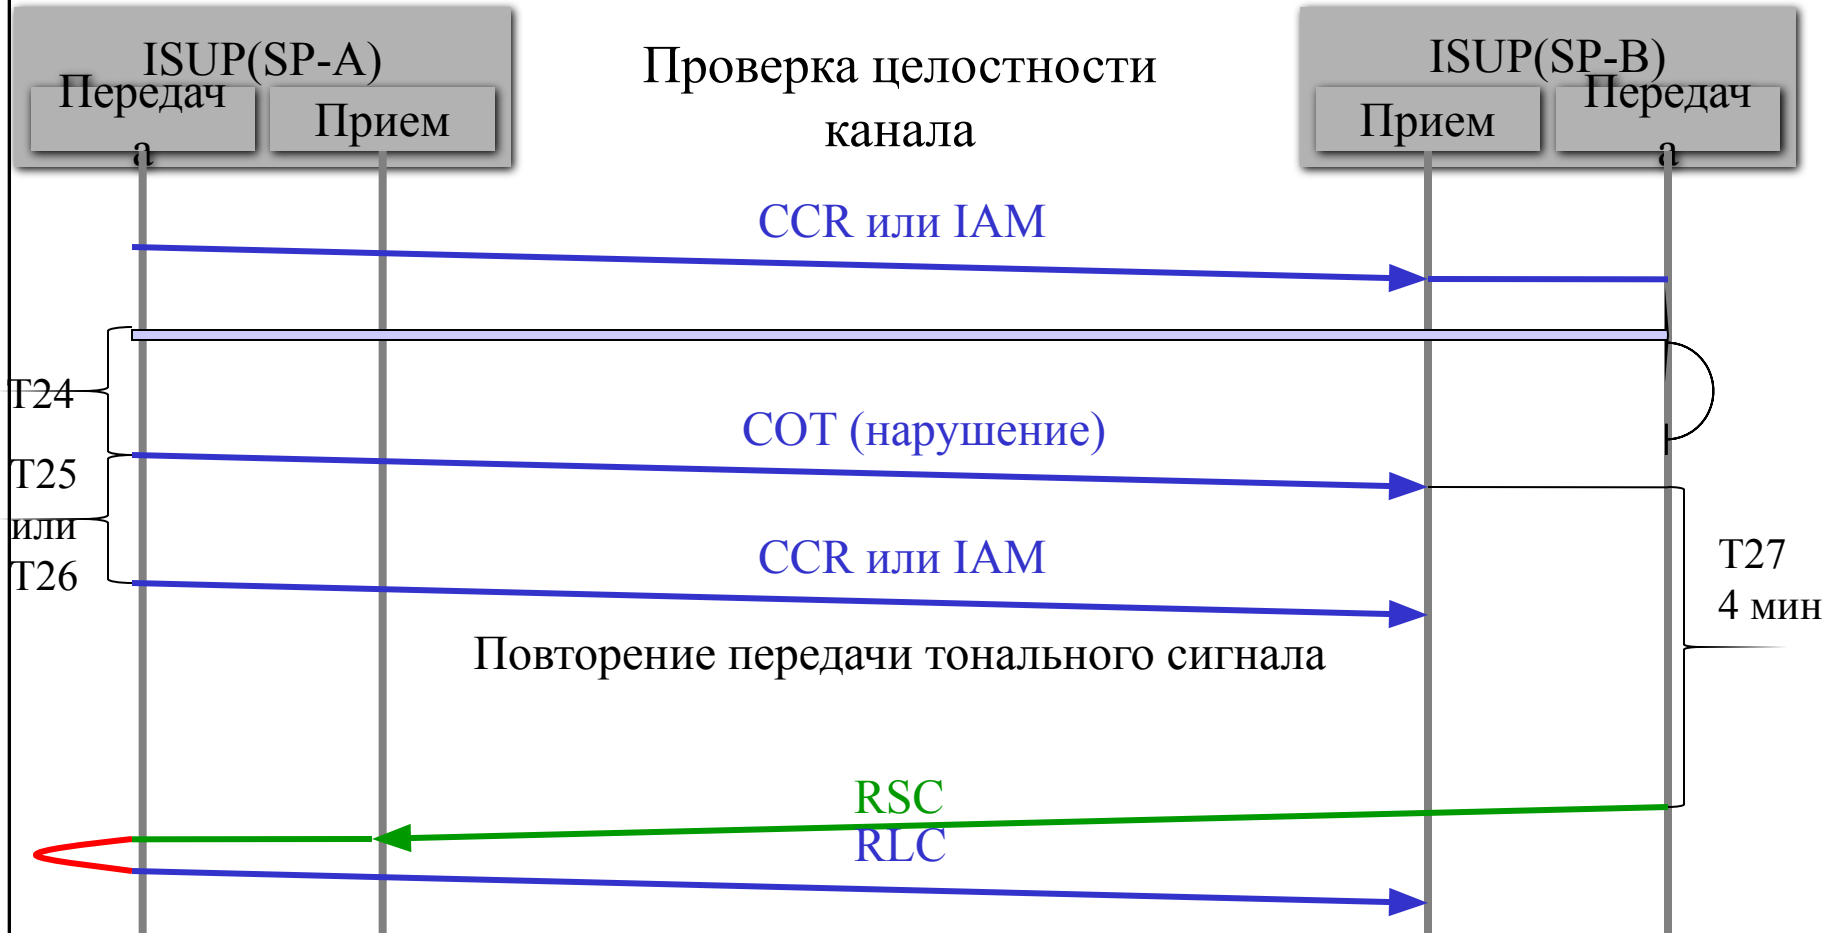 ISUP(SP-A)
Передач
а
Прием
Проверка целостности
канала
ISUP(SP-B)
Прием
Передач
а
CCR или IAM
T24
COT (нарушение)
T25
или
T26
CCR или IAM
T27
4 мин
Повторение передачи тонального сигнала
RSC
RLC